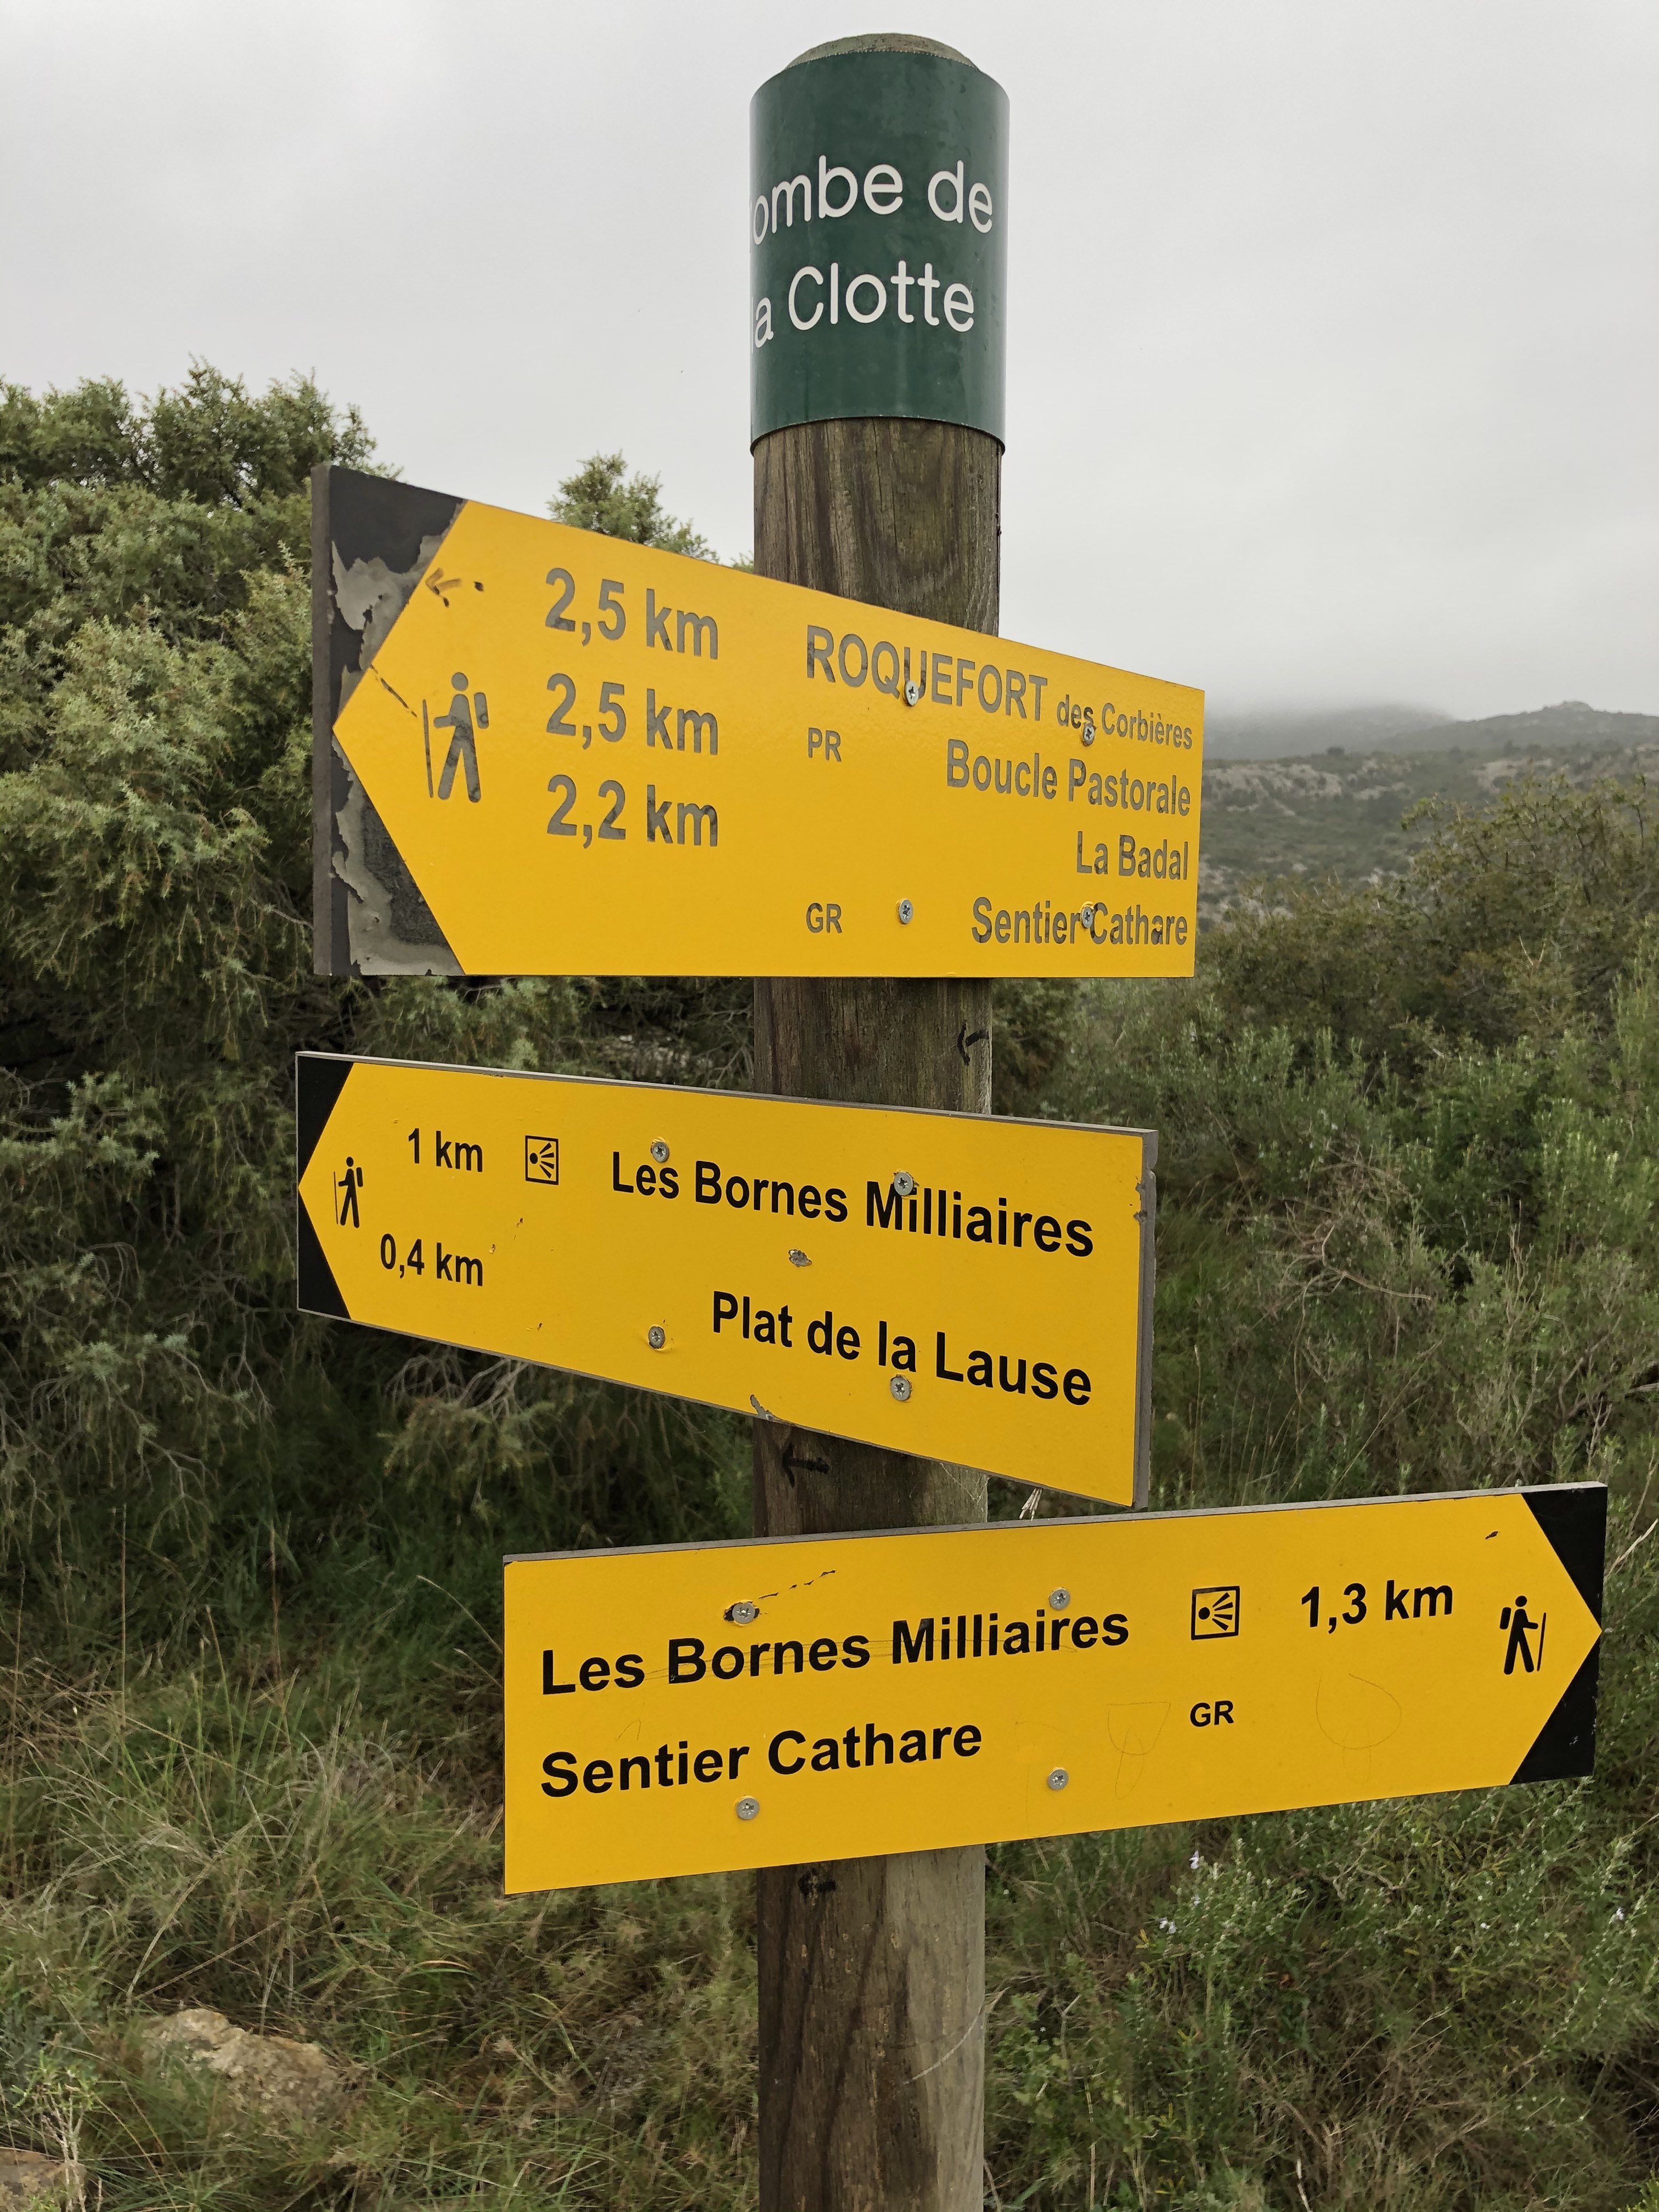 ombe de
la Clotte
2,5 km ROQUEFORT des Corbières
2,5 km PR Boucle Pastorale
2,2 km La Badal
GR Sentier Cathare
1 km Les Bornes Milliaires
0,4 km Plat de la Lause
Les Bornes Milliaires 1,3 km
Sentier Cathare GR